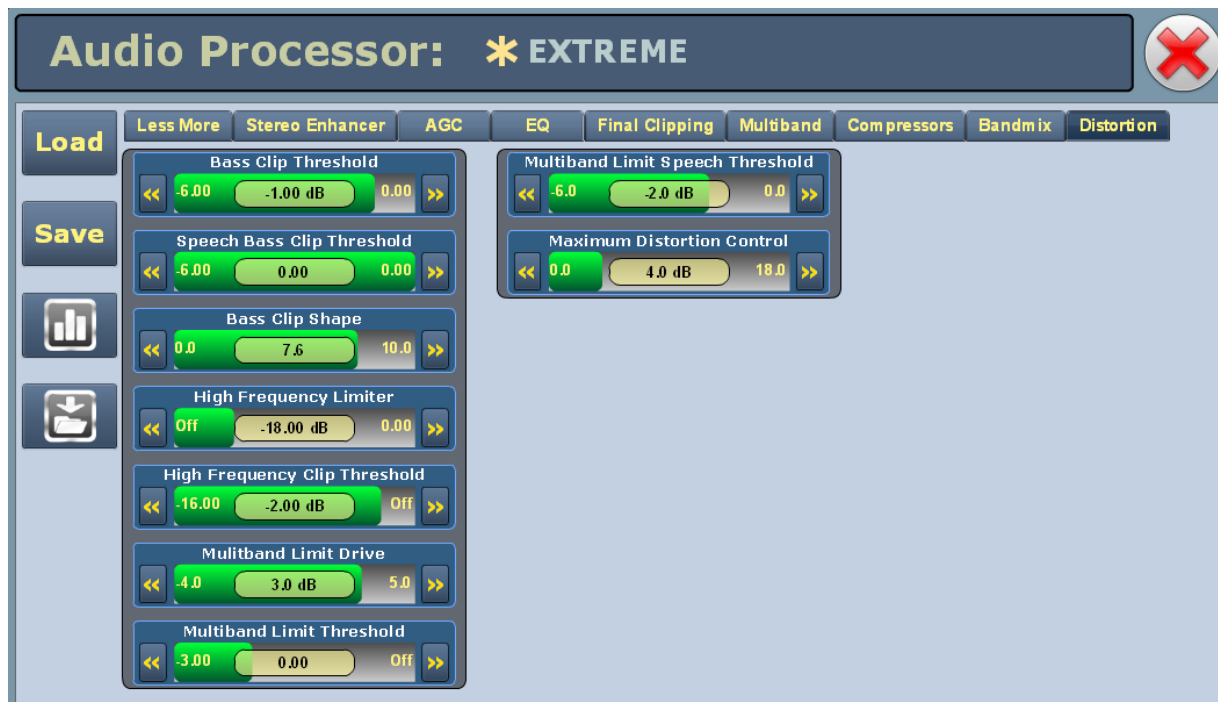 Audio Processor: * EXTREME
Load
Save
Less More Stereo Enhancer AGC EQ Final Clipping Multiband Compressors Bandmix Distortion
Bass Clip Threshold
« -6.00 -1.00 dB 0.00 »
Speech Bass Clip Threshold
« -6.00 0.00 0.00 »
Bass Clip Shape
« 0.0 7.6 10.0 »
High Frequency Limiter
« Off -18.00 dB 0.00 »
High Frequency Clip Threshold
« -16.00 -2.00 dB Off »
Mulitband Limit Drive
« -4.0 3.0 dB 5.0 »
Multiband Limit Threshold
« -3.00 0.00 Off »
Multiband Limit Speech Threshold
« -6.0 -2.0 dB 0.0 »
Maximum Distortion Control
« 0.0 4.0 dB 18.0 »